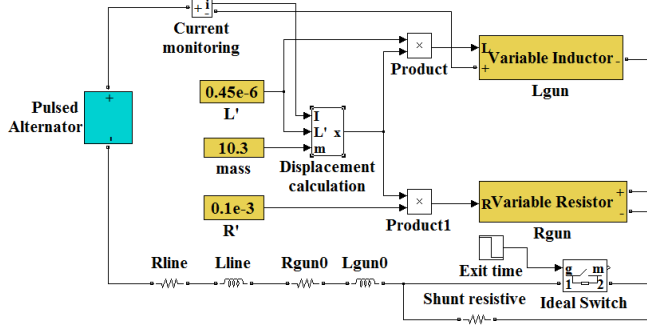 + i
-
Current
monitoring
+
Pulsed
Alternator
-
0.45e-6
L'
10.3
mass
0.1e-3
R'
I
L' x
m
Displacement
calculation
×
Product
×
Product1
L
+
Variable Inductor
-
Lgun
R
Variable Resistor
+
-
Rgun
Rline
Lline
Rgun0
Lgun0
Exit time
g m
1 2
Ideal Switch
Shunt resistive